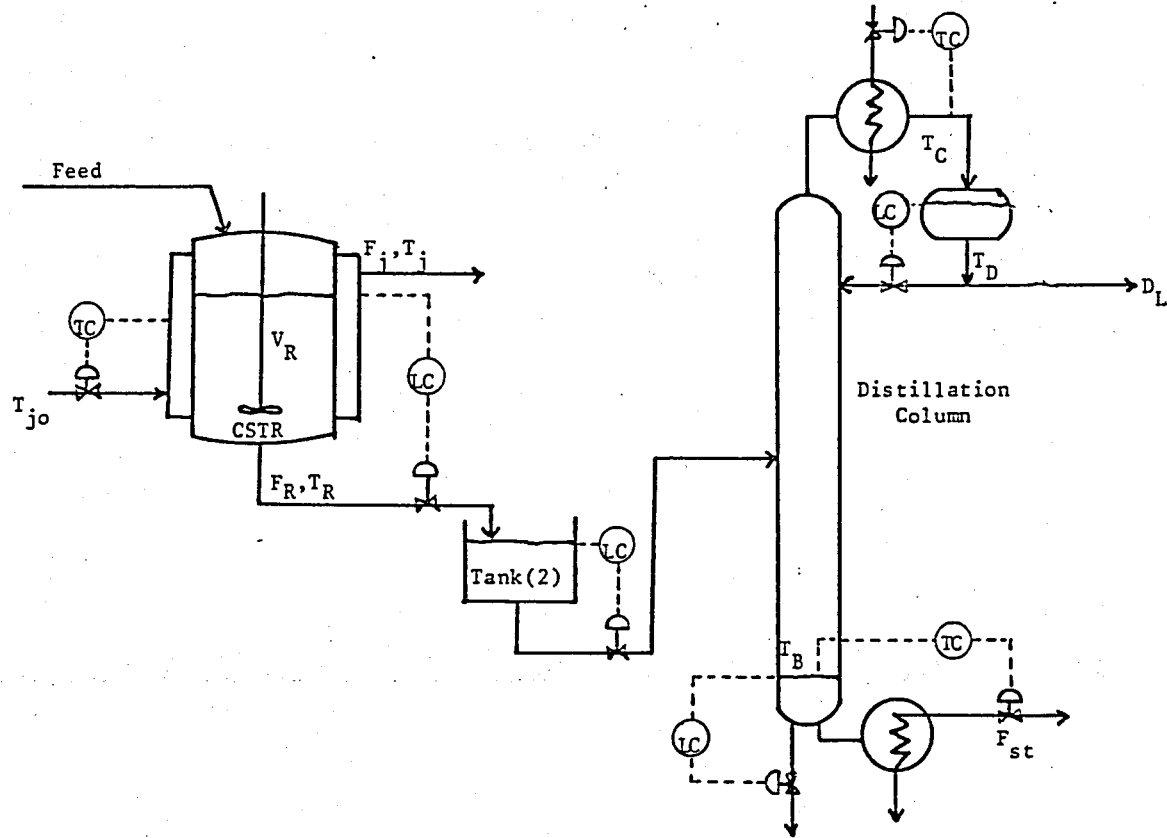 TC
T_C
Feed
LC
F_j,T_j
T_D
D_L
TC
V_R
LC
T_jo
Distillation
Column
CSTR
F_R,T_R
LC
Tank(2)
T_B
TC
LC
F_st